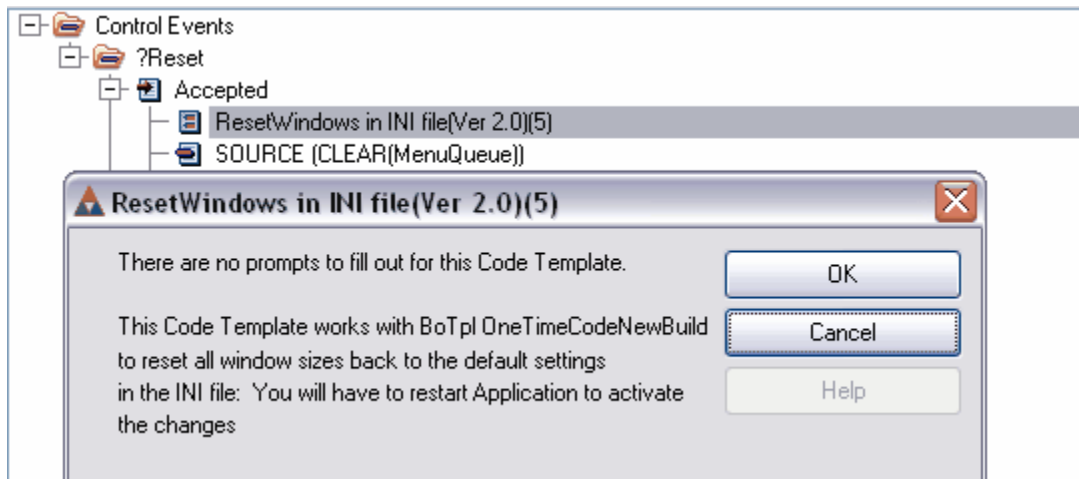 Control Events
?Reset
Accepted
ResetWindows in INI file(Ver 2.0)(5)
SOURCE (CLEAR(MenuQueue))
ResetWindows in INI file(Ver 2.0)(5)
There are no prompts to fill out for this Code Template.
OK
This Code Template works with BoTpl OneTimeCodeNewBuild
Cancel
to reset all window sizes back to the default settings
in the INI file:  You will have to restart Application to activate
Help
the changes